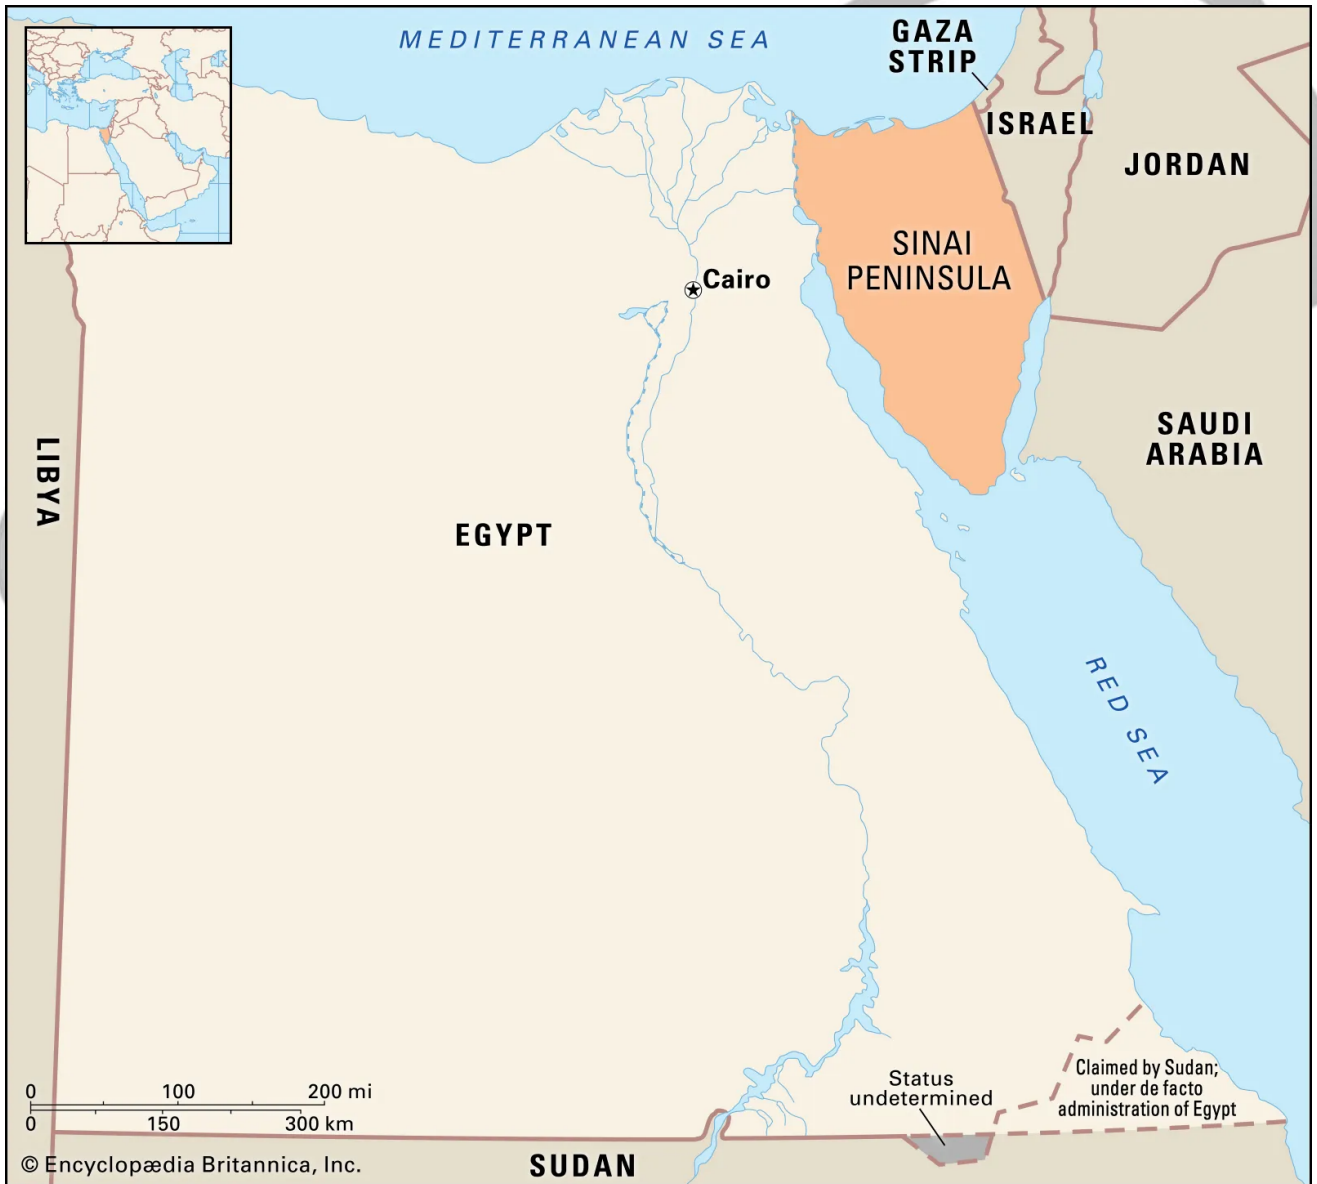 MEDITERRANEAN SEA
GAZA
STRIP
ISRAEL
JORDAN
SINAI
PENINSULA
Cairo
SAUDI
ARABIA
LIBYA
EGYPT
RED SEA
Claimed by Sudan;
under de facto
administration of Egypt
Status
undetermined
0 100 200 mi
0 150 300 km
SUDAN
© Encyclopædia Britannica, Inc.